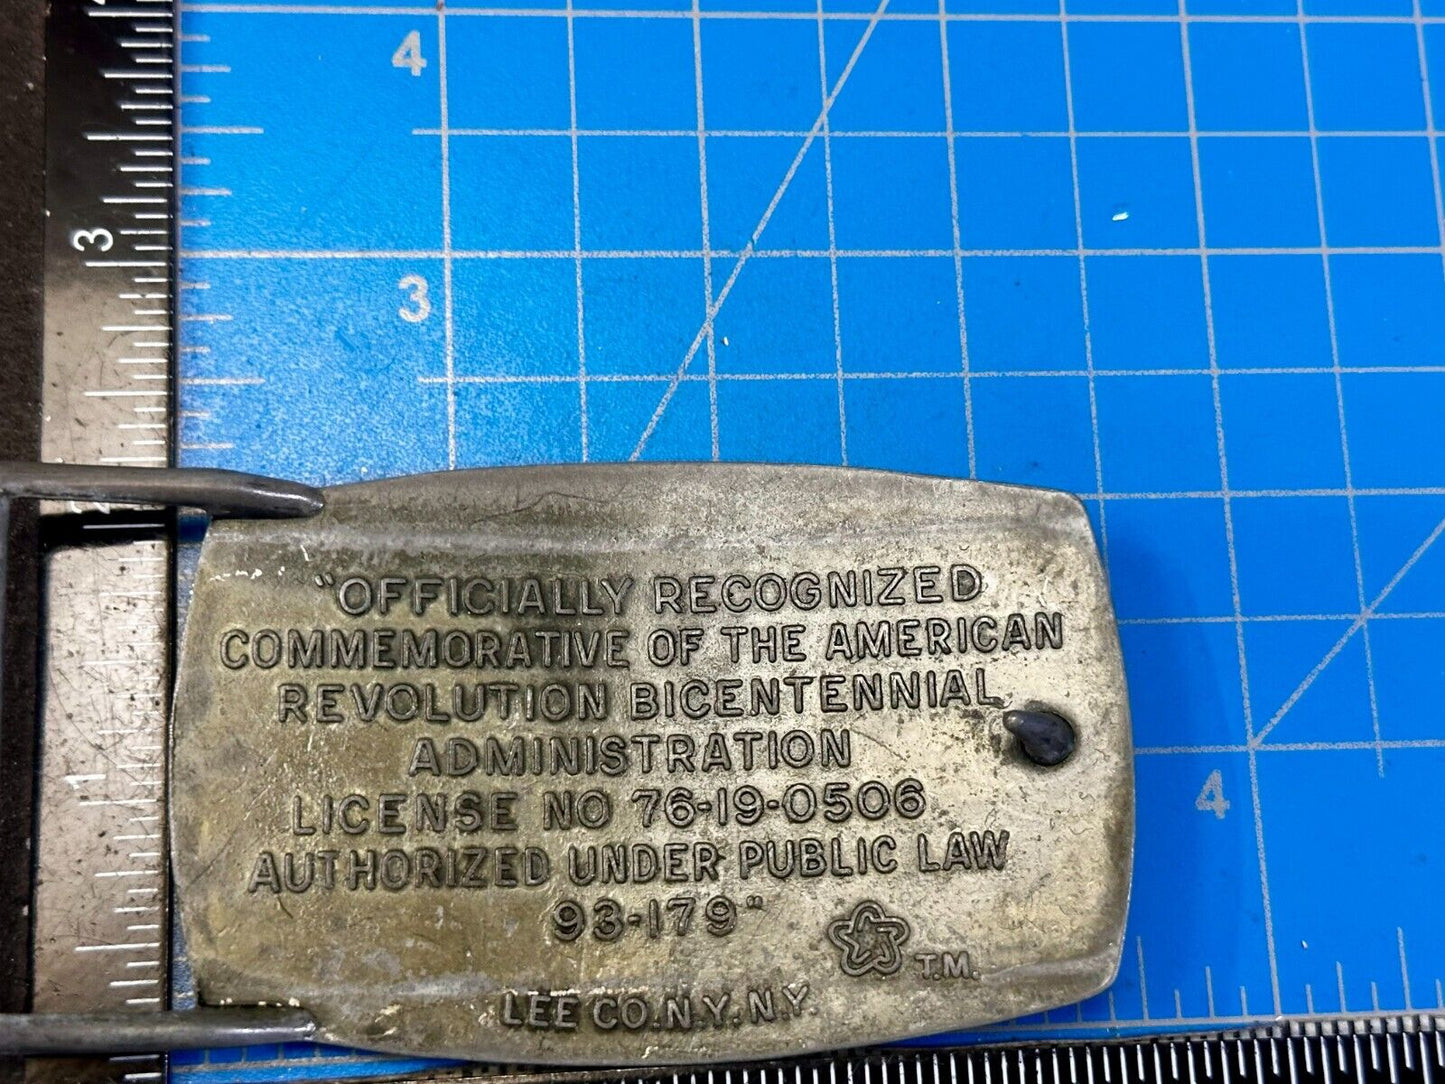 4
3
3
"OFFICIALLY RECOGNIZED
COMMEMORATIVE OF THE AMERICAN
REVOLUTION BICENTENNIAL
ADMINISTRATION
LICENSE NO 76-19-0506
AUTHORIZED UNDER PUBLIC LAW
93-179"
T.M.
LEE CO. N.Y. N.Y.
1
4